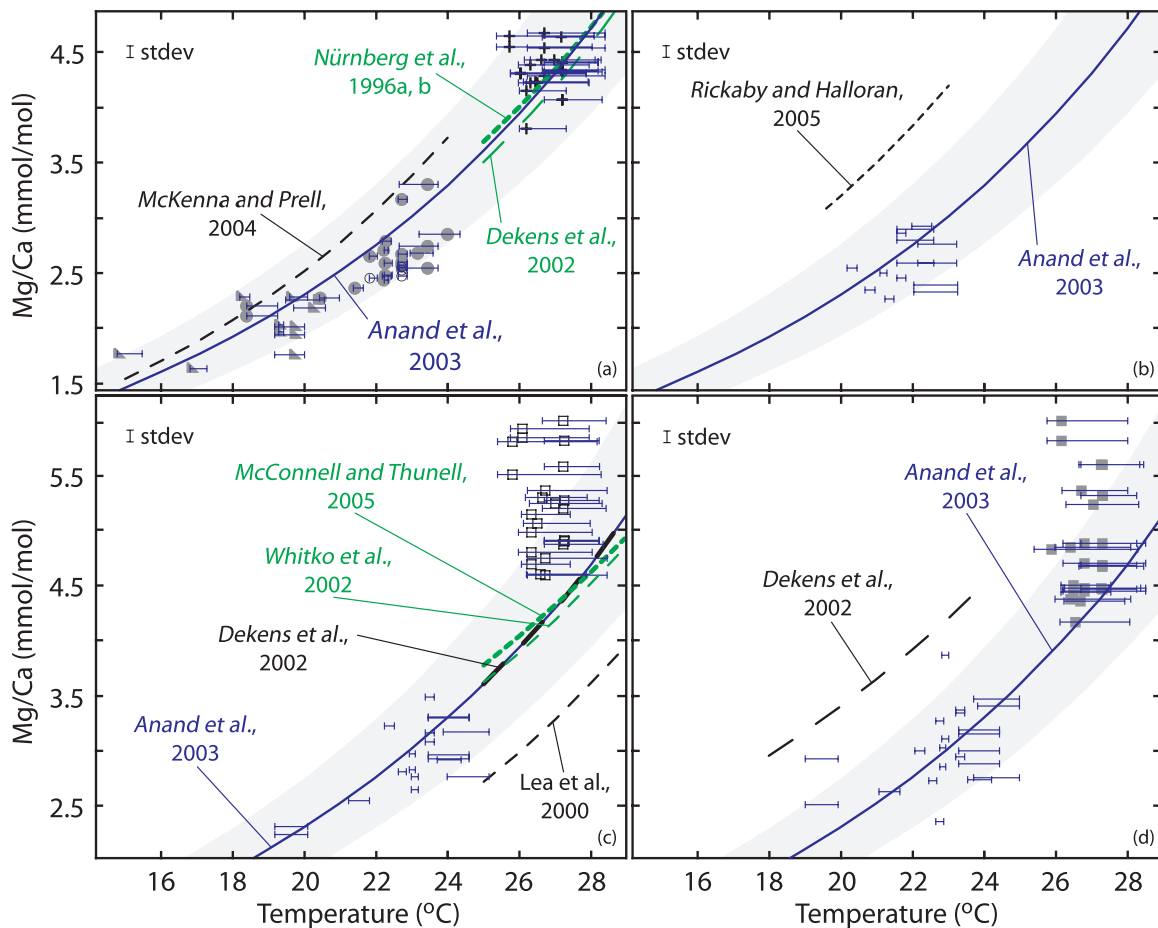 4.5
3.5
2.5
1.5
Mg/Ca (mmol/mol)
stdev
Nürnberg et al.,
1996a, b
McKenna and Prell,
2004
Dekens et al.,
2002
Anand et al.,
2003
(a)
stdev
Rickaby and Halloran,
2005
Anand et al.,
2003
(b)
5.5
4.5
3.5
2.5
Mg/Ca (mmol/mol)
stdev
McConnell and Thunell,
2005
Whitko et al.,
2002
Dekens et al.,
2002
Anand et al.,
2003
Lea et al.,
2000
(c)
16 18 20 22 24 26 28
Temperature (ºC)
stdev
Anand et al.,
2003
Dekens et al.,
2002
(d)
16 18 20 22 24 26 28
Temperature (ºC)